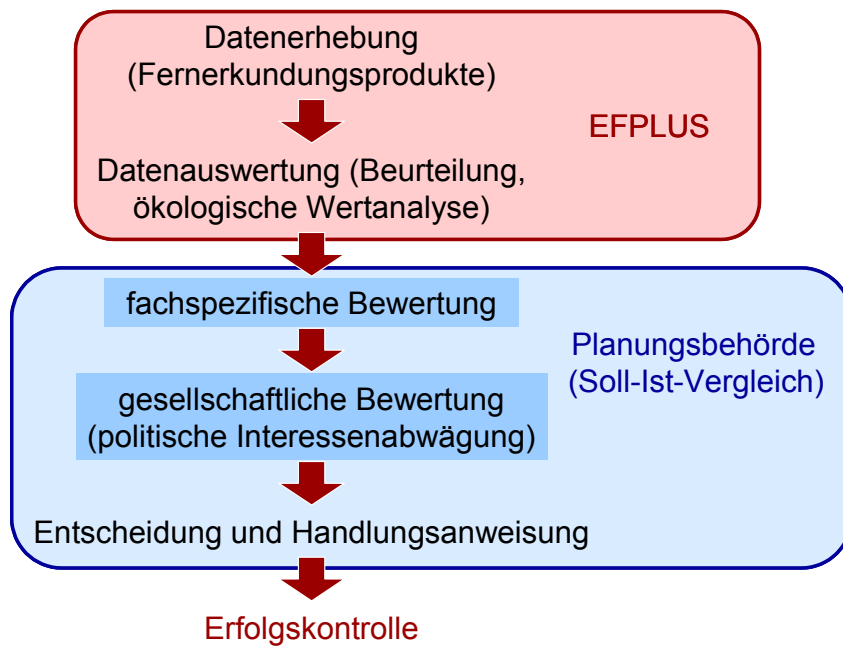 Datenerhebung
(Fernerkundungsprodukte)
EFPLUS
Datenauswertung (Beurteilung,
ökologische Wertanalyse)
fachspezifische Bewertung
Planungsbehörde
(Soll-Ist-Vergleich)
gesellschaftliche Bewertung
(politische Interessenabwägung)
Entscheidung und Handlungsanweisung
Erfolgskontrolle